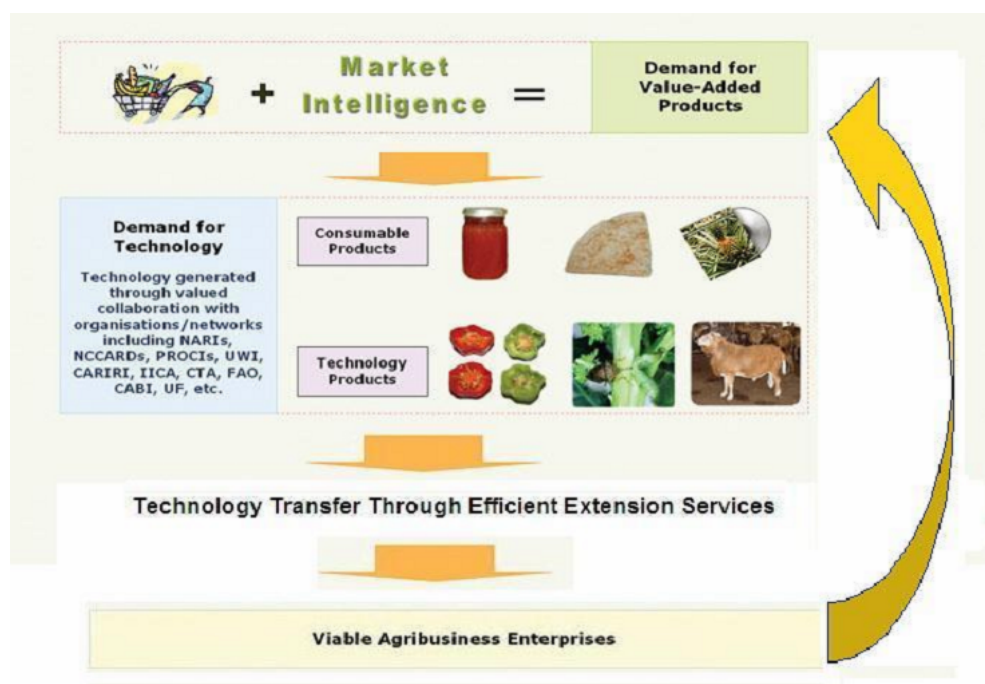 +
Market
Intelligence
=
Demand for
Value-Added
Products
Demand for
Technology
Technology generated
through valued
collaboration with
organisations/networks
including NARIs,
NCCARDs, PROCIs, UWI,
CARIRI, IICA, CTA, FAO,
CABI, UF, etc.
Consumable
Products
Technology
Products
Technology Transfer Through Efficient Extension Services
Viable Agribusiness Enterprises